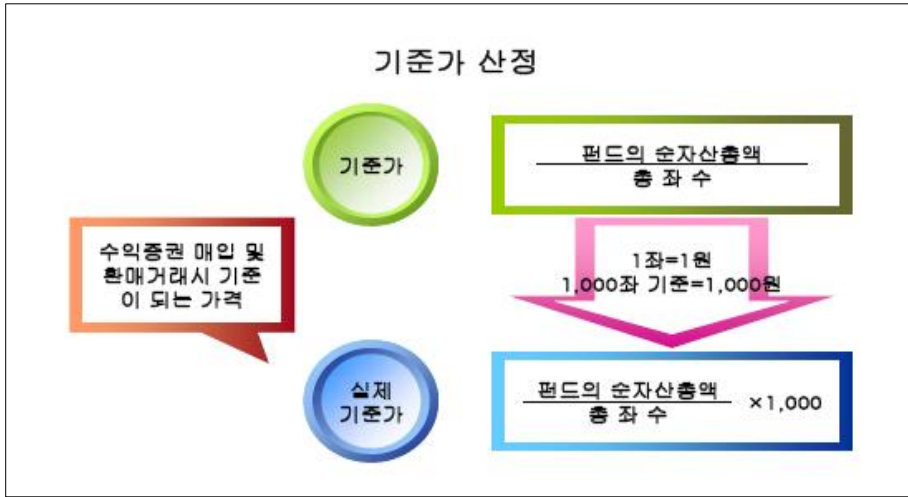 기준가 산정
기준가
펀드의 순자산총액
총 좌 수
수익증권 매입 및
환매거래시 기준
이 되는 가격
1좌=1원
1,000좌 기준=1,000원
실제
기준가
펀드의 순자산총액
총 좌 수
×1,000